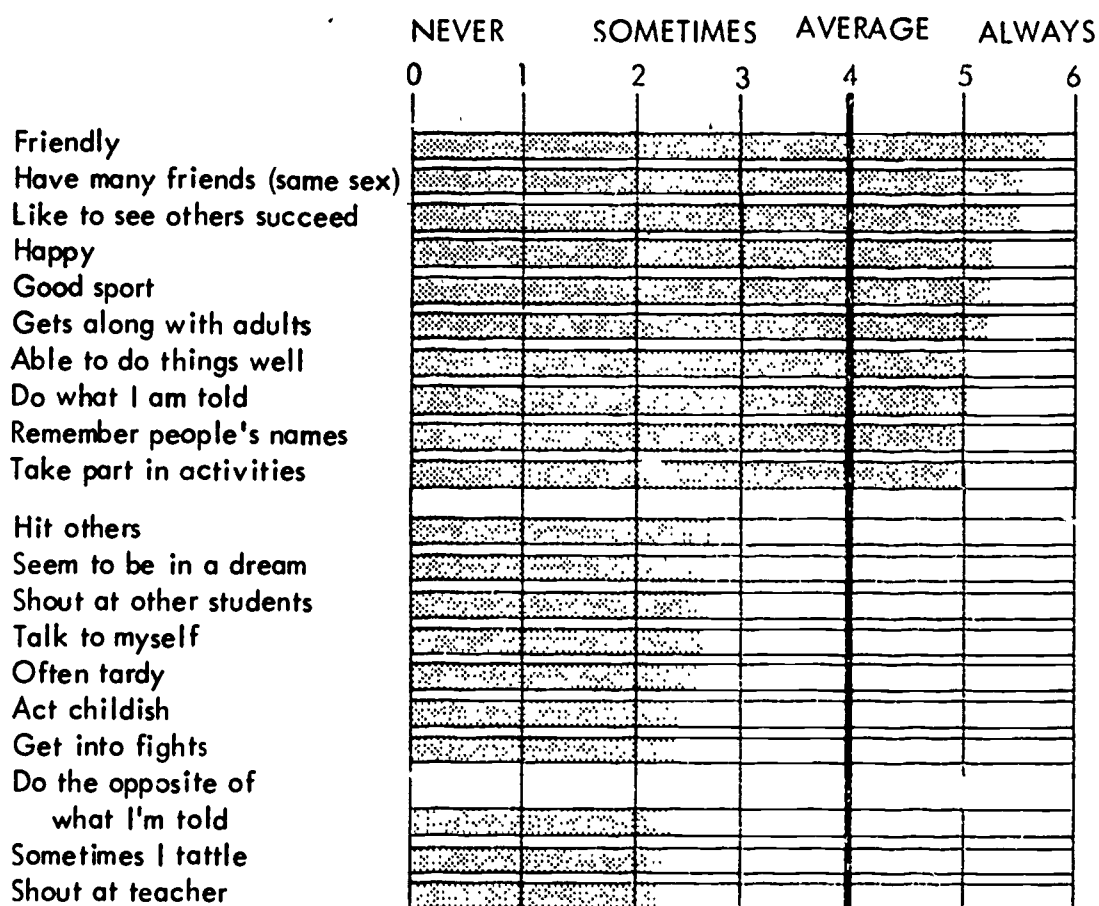 NEVER SOMETIMES AVERAGE ALWAYS
0 1 2 3 4 5 6
Friendly
Have many friends (same sex)
Like to see others succeed
Happy
Good sport
Gets along with adults
Able to do things well
Do what I am told
Remember people's names
Take part in activities
Hit others
Seem to be in a dream
Shout at other students
Talk to myself
Often tardy
Act childish
Get into fights
Do the opposite of
what I'm told
Sometimes I tattle
Shout at teacher